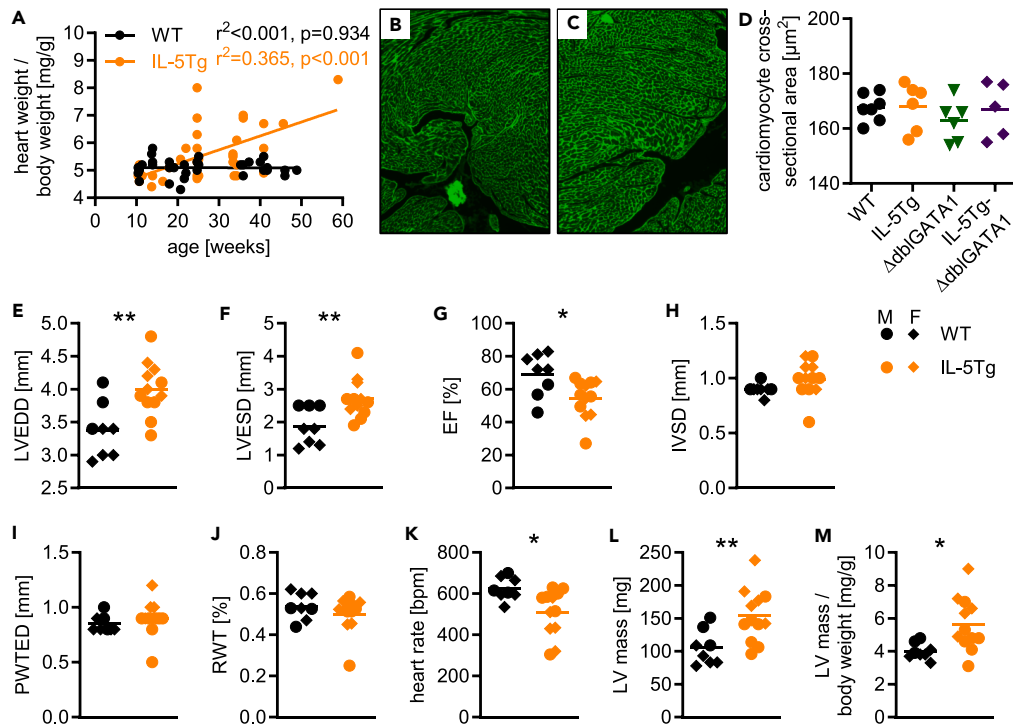 A
WT r²<0.001, p=0.934
IL-5Tg r²=0.365, p<0.001
heart weight /
body weight [mg/g]
10
9
8
7
6
5
4
0 10 20 30 40 50 60
age [weeks]
B
C
D
cardiomyocyte cross-
sectional area [µm²]
200
180
160
140
WT
IL-5Tg
ΔdblGATA1
IL-5Tg-
ΔdblGATA1
E
**
LVEDD [mm]
5.0
4.5
4.0
3.5
3.0
2.5
F
**
LVESD [mm]
5
4
3
2
1
0
G
*
EF [%]
100
80
60
40
20
0
H
IVSD [mm]
1.5
1.0
0.5
0.0
M F
WT
IL-5Tg
I
PWTED [mm]
1.5
1.0
0.5
0.0
J
RWT [%]
0.8
0.6
0.4
0.2
0.0
K
*
heart rate [bpm]
800
600
400
200
0
L
**
LV mass [mg]
250
200
150
100
50
0
M
*
LV mass /
body weight [mg/g]
10
8
6
4
2
0